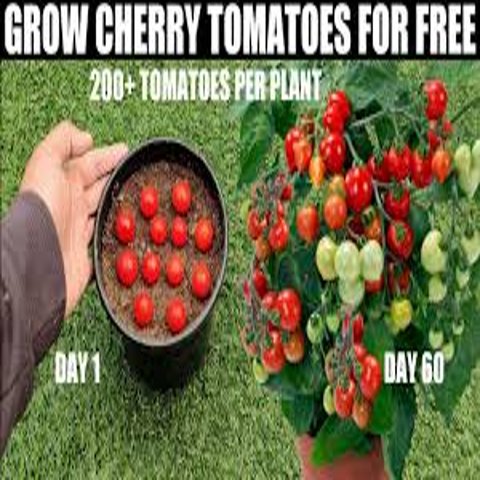 GROW CHERRY TOMATOES FOR FREE
200+ TOMATOES PER PLANT
DAY 1
DAY 60